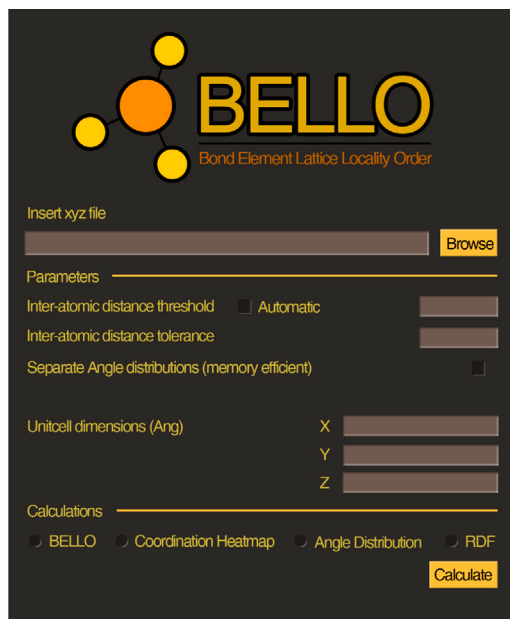 BELLO
Bond Element Lattice Locality Order
Insert xyz file
Browse
Parameters
Inter-atomic distance threshold Automatic
Inter-atomic distance tolerance
Separate Angle distributions (memory efficient)
Unitcell dimensions (Ang) X
Y
Z
Calculations
BELLO Coordination Heatmap Angle Distribution RDF
Calculate